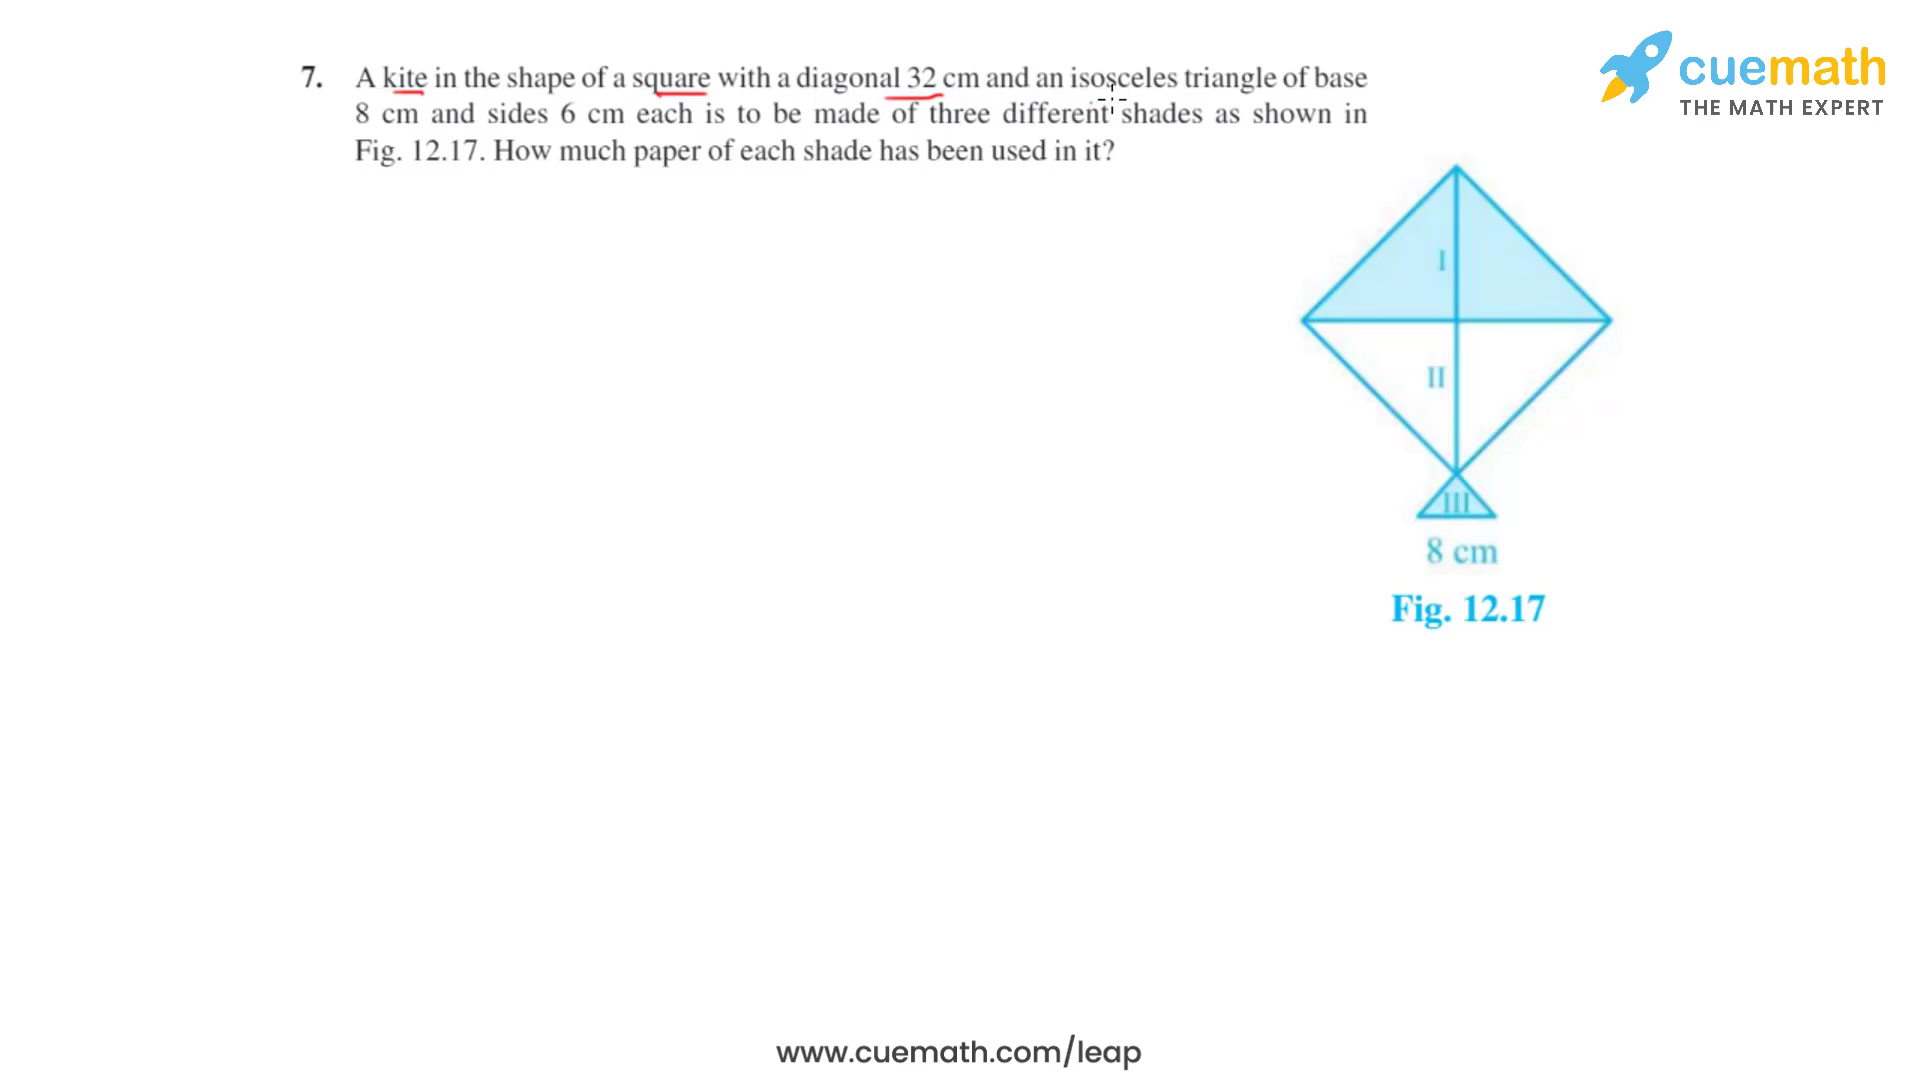 7. A kite in the shape of a square with a diagonal 32 cm and an isosceles triangle of base
8 cm and sides 6 cm each is to be made of three different shades as shown in
Fig. 12.17. How much paper of each shade has been used in it?
cuemath
THE MATH EXPERT
I
II
III
8 cm
Fig. 12.17
www.cuemath.com/leap